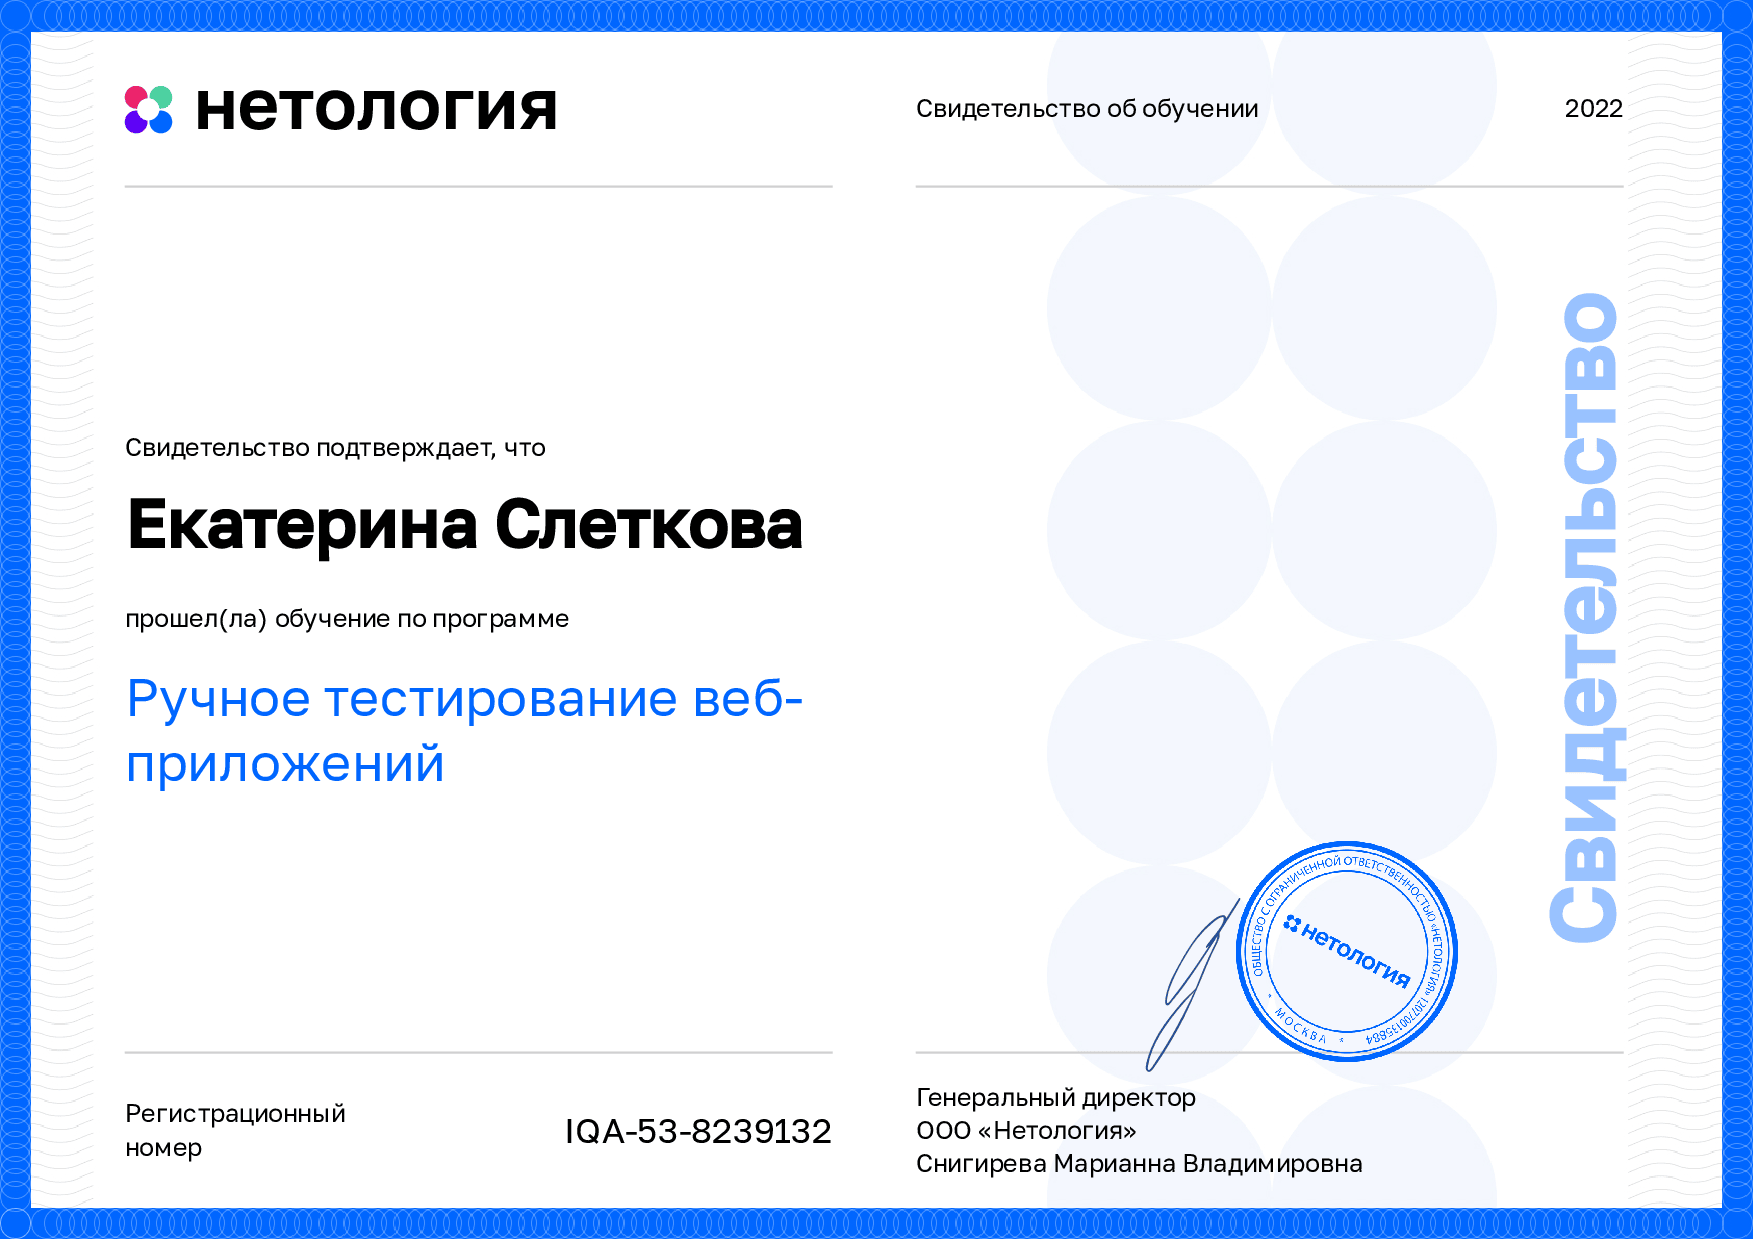 нетология
Свидетельство об обучении
2022
Свидетельство подтверждает, что
Екатерина Слеткова
прошел(ла) обучение по программе
Ручное тестирование веб-
приложений
Свидетельство
ОБЩЕСТВО С ОГРАНИЧЕННОЙ ОТВЕТСТВЕННОСТЬЮ «НЕТОЛОГИЯ» 1207700135884
* МОСКВА *
нетология
Регистрационный
номер
IQA-53-8239132
Генеральный директор
ООО «Нетология»
Снигирева Марианна Владимировна